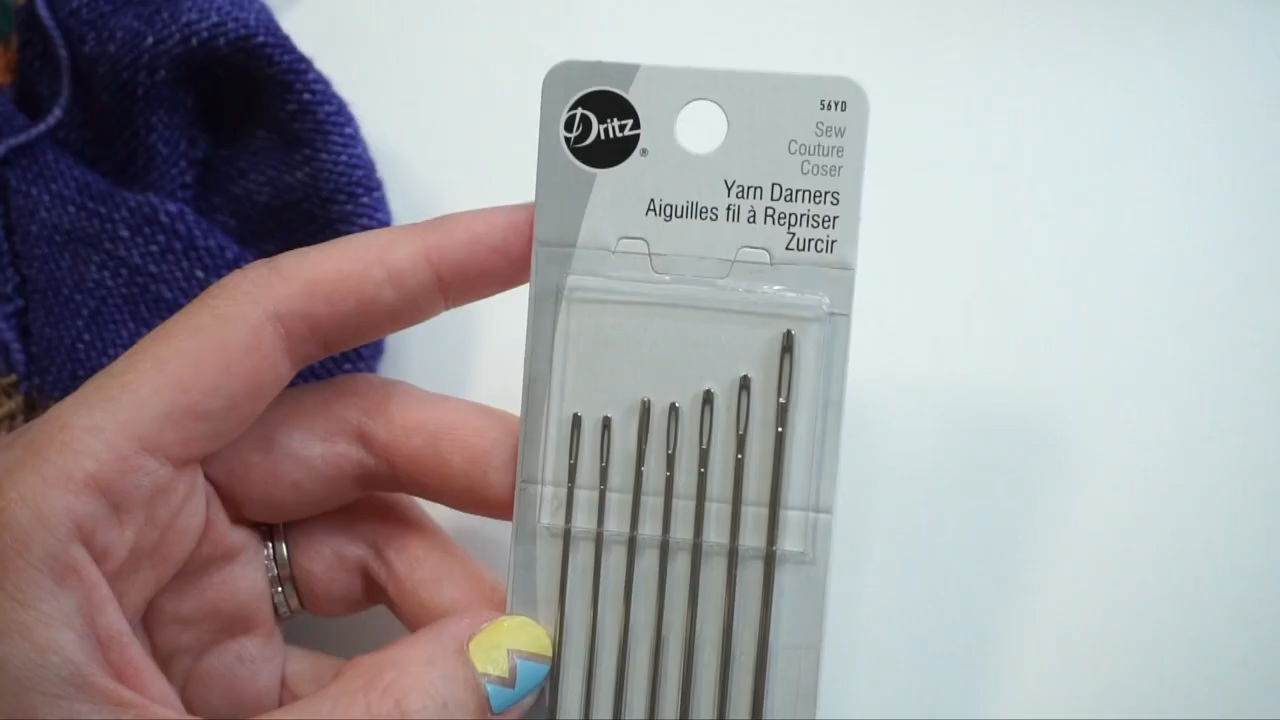 Dritz
®
56YD
Sew
Couture
Coser
Yarn Darners
Aiguilles fil à Repriser
Zurcir